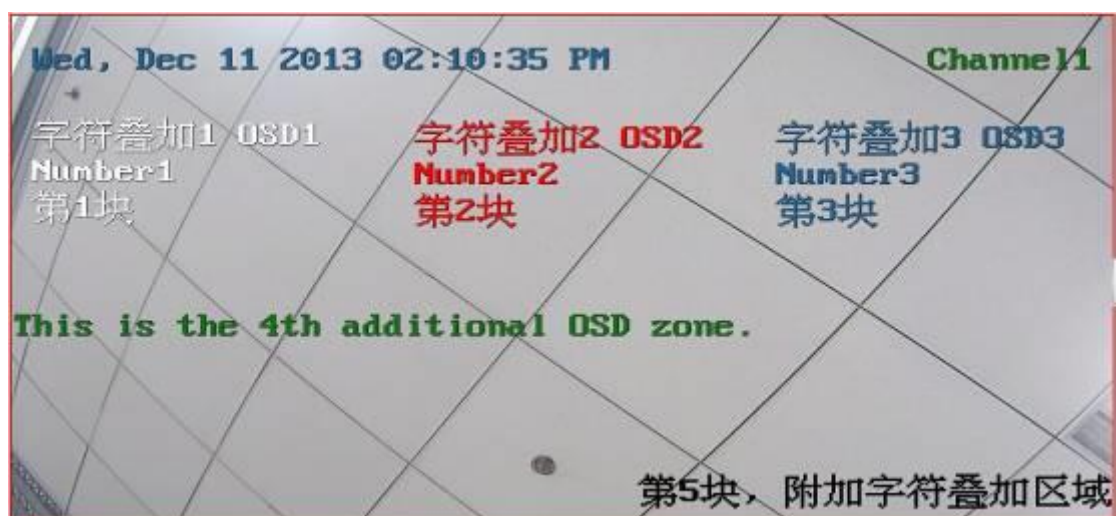 Wed, Dec 11 2013 02:10:35 PM
Channel1
字符叠加1 OSD1
Number1
第1块
字符叠加2 OSD2
Number2
第2块
字符叠加3 OSD3
Number3
第3块
This is the 4th additional OSD zone.
第5块，附加字符叠加区域